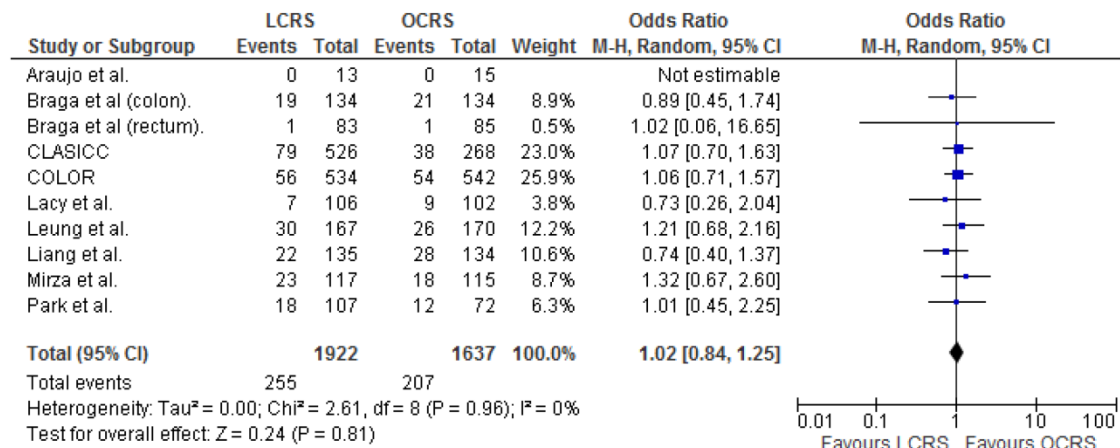 LCRS OCRS Odds Ratio Odds Ratio
Study or Subgroup Events Total Events Total Weight M-H, Random, 95% CI M-H, Random, 95% CI
Araujo et al. 0 13 0 15 Not estimable
Braga et al (colon). 19 134 21 134 8.9% 0.89 [0.45, 1.74]
Braga et al (rectum). 1 83 1 85 0.5% 1.02 [0.06, 16.65]
CLASICC 79 526 38 268 23.0% 1.07 [0.70, 1.63]
COLOR 56 534 54 542 25.9% 1.06 [0.71, 1.57]
Lacy et al. 7 106 9 102 3.8% 0.73 [0.26, 2.04]
Leung et al. 30 167 26 170 12.2% 1.21 [0.68, 2.16]
Liang et al. 22 135 28 134 10.6% 0.74 [0.40, 1.37]
Mirza et al. 23 117 18 115 8.7% 1.32 [0.67, 2.60]
Park et al. 18 107 12 72 6.3% 1.01 [0.45, 2.25]
Total (95% CI) 1922 1637 100.0% 1.02 [0.84, 1.25]
Total events 255 207
Heterogeneity: Tau² = 0.00; Chi² = 2.61, df = 8 (P = 0.96); I² = 0%
Test for overall effect: Z = 0.24 (P = 0.81)
0.01 0.1 1 10 100
Favours LCRS Favours OCRS